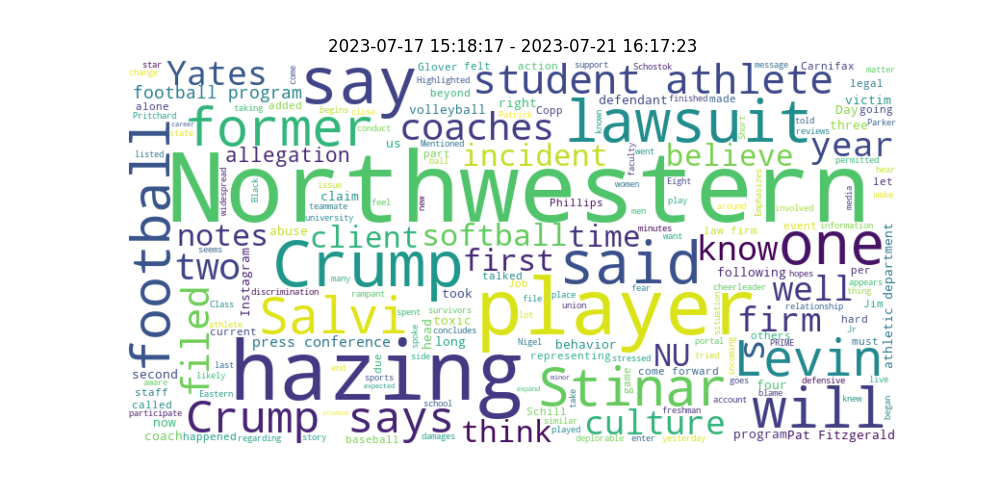 2023-07-17 15:18:17 - 2023-07-21 16:17:23
star
change
Yates
come
say
Glover felt
action
support
Schostok
Carnifax
message
matter
football program
Highlighted
student athlete
beyond
legal
alone
taking
added
begins
close
volleyball
right
defendant
finished
made
victim
Pritchard
former
conduct
us
coaches
Copp
Patrick
known
lawsuit
Short
told
reviews
Day
going
three
Parker
career
state
football
listed
widespread
Black
allegation
Mentioned
part
ball
incident
went
faculty
believe
year
permitted
hear
Northwestern
issue
claim
teammate
university
feel
new
Phillips
women
men
Eight
play
around
Emphasizes
involved
media
let
make
notes
seems
abuse
client
softball
time
minutes
want
law firm
event
information
two
Instagram
Crump
many
first
talked
said
know
one
following
hopes
per
appears
thing
athletic department
discrimination
rampant
took
Job
file
place
union
fear
cheerleader
situation
well
relationship
Jim
Class
athlete
current
filed
Salvi
spent
survivors
toxic
lot
player
firm
hard
Jr
press conference
spoke
head
long
concludes
Nigel
behavior
others
PRIME
must
last
second
likely
due
side
representing
stressed
NU
portal
tried
incoming
us
Levin
aware
staff
Eastern
hazing
end
sports
expected
minor
expand
game
come forward
goes
blame
four
defensive
live
knew
called
participate
now
Crump says
school
take
Stinar
Schill
similar
played
freshman
account
will
began
coach
happened
regarding
student
story
baseball
damages
think
deplorable
enter
culture
yesterday
program
Pat Fitzgerald